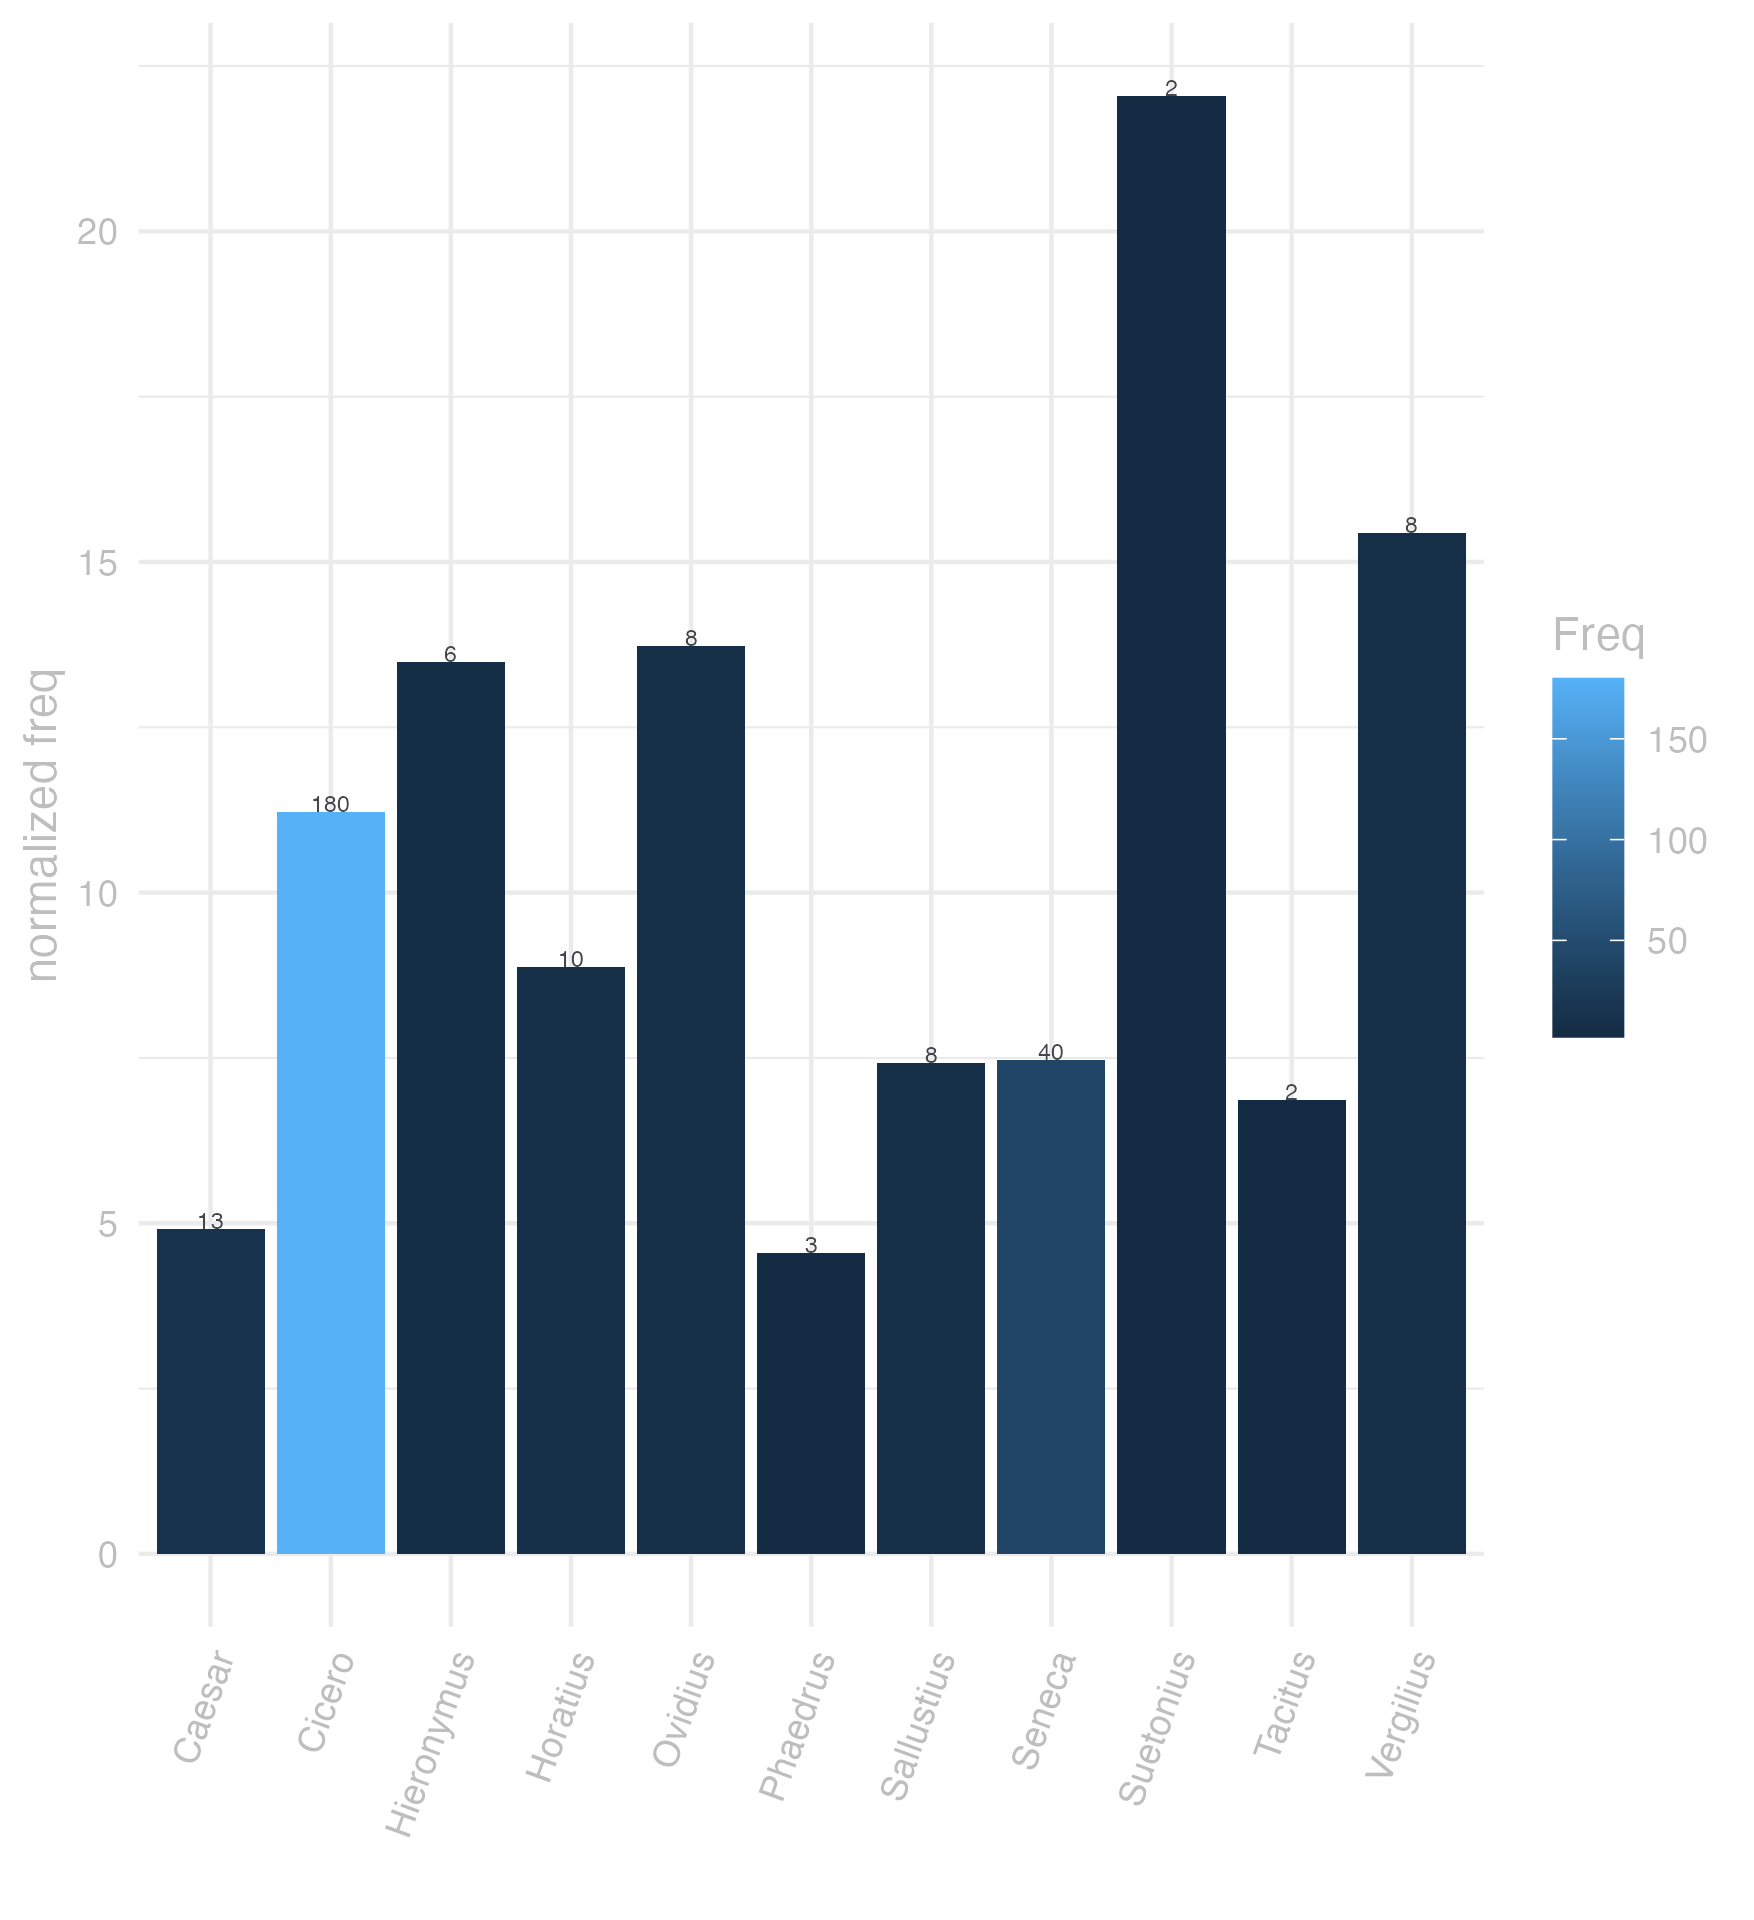 normalized freq
20
15
10
5
0
13
180
6
10
8
3
8
40
2
2
8
Caesar
Cicero
Hieronymus
Horatius
Ovidius
Phaedrus
Sallustius
Seneca
Suetonius
Tacitus
Vergilius
Freq
150
100
50